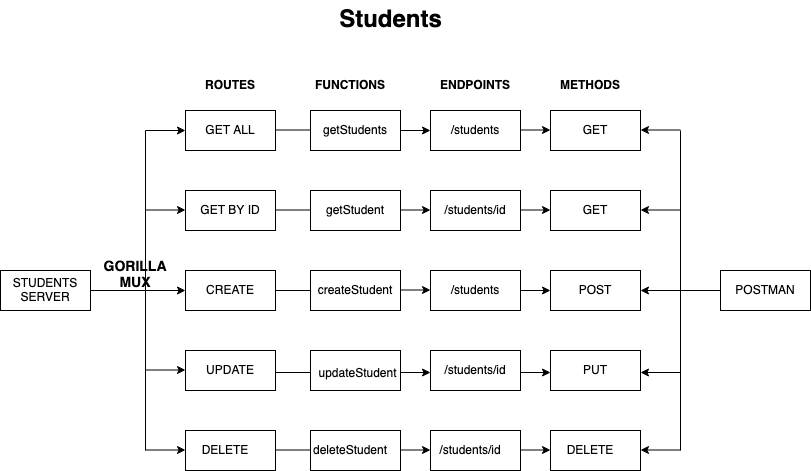 Students
ROUTES FUNCTIONS ENDPOINTS METHODS
GET ALL getStudents /students GET
GET BY ID getStudent /students/id GET
GORILLA
MUX
STUDENTS
SERVER
CREATE createStudent /students POST
POSTMAN
UPDATE updateStudent /students/id PUT
DELETE deleteStudent /students/id DELETE